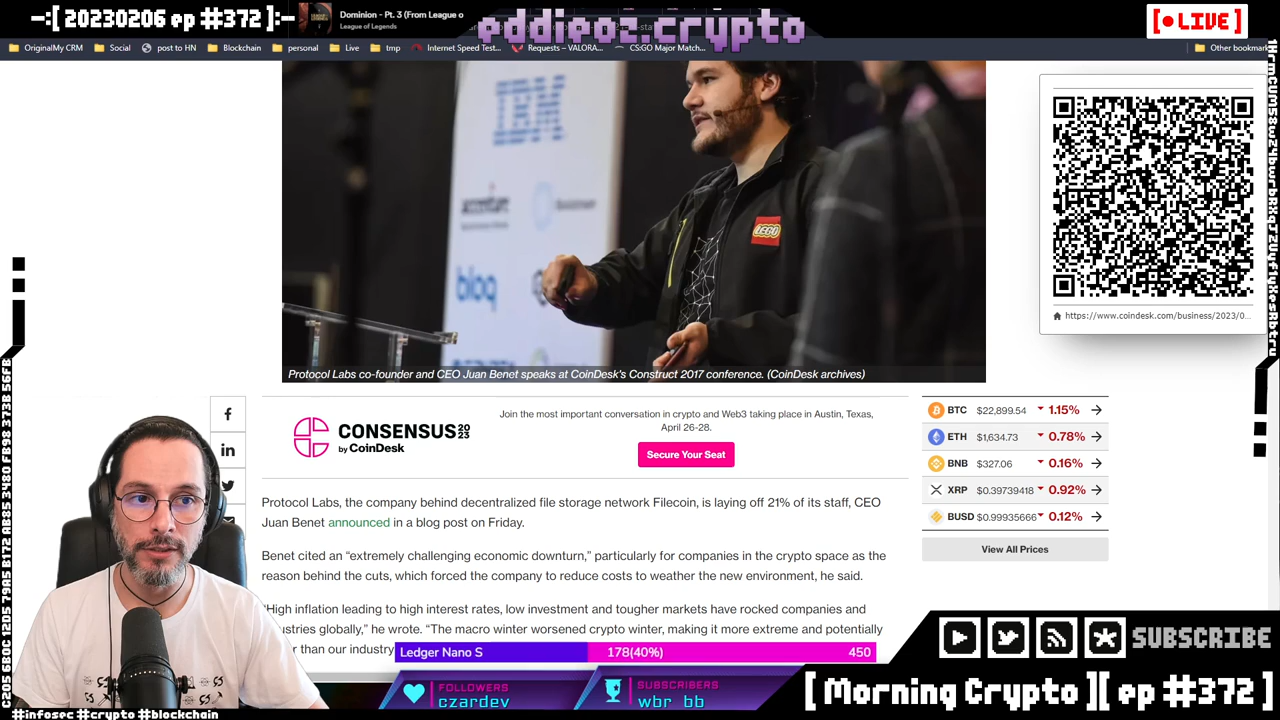 -:[ 20230206 ep #372 ]:-
Dominion - Pt. 3 (From League o
League of Legends
eddieoz.crypto
[ LIVE ]
OriginalMy CRM
Social
post to HN
Blockchain
personal
Live
tmp
Internet Speed Test...
Requests – VALORA...
CS:GO Major Match...
Other bookmark
IBM
accenture
bloq
LEGO
Protocol Labs co-founder and CEO Juan Benet speaks at CoinDesk's Construct 2017 conference. (CoinDesk archives)
https://www.coindesk.com/business/2023/0...
CONSENSUS 2023
by CoinDesk
Join the most important conversation in crypto and Web3 taking place in Austin, Texas,
April 26-28.
Secure Your Seat
BTC $22,899.54 1.15%
ETH $1,634.73 0.78%
BNB $327.06 0.16%
XRP $0.39739418 0.92%
BUSD $0.99935666 0.12%
View All Prices
Protocol Labs, the company behind decentralized file storage network Filecoin, is laying off 21% of its staff, CEO
Juan Benet announced in a blog post on Friday.
Benet cited an “extremely challenging economic downturn,” particularly for companies in the crypto space as the
reason behind the cuts, which forced the company to reduce costs to weather the new environment, he said.
“High inflation leading to high interest rates, low investment and tougher markets have rocked companies and
ustries globally,” he wrote. “The macro winter worsened crypto winter, making it more extreme and potentially
r than our industry
Ledger Nano S 178(40%) 450
FOLLOWERS
czardev
SUBSCRIBERS
wbr_bb
SUBSCRIBE
[ Morning Crypto ][ ep #372 ]
#infosec #crypto #blockchain